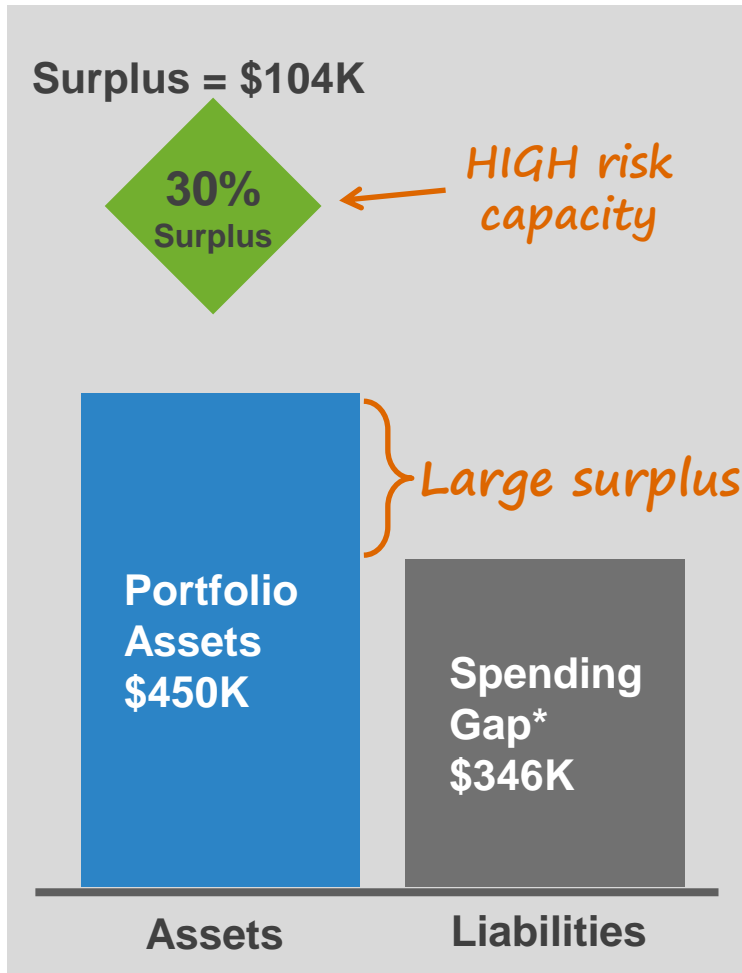 Surplus = $104K
30%
Surplus
HIGH risk
capacity
Large surplus
Portfolio
Assets
$450K
Spending
Gap*
$346K
Assets
Liabilities